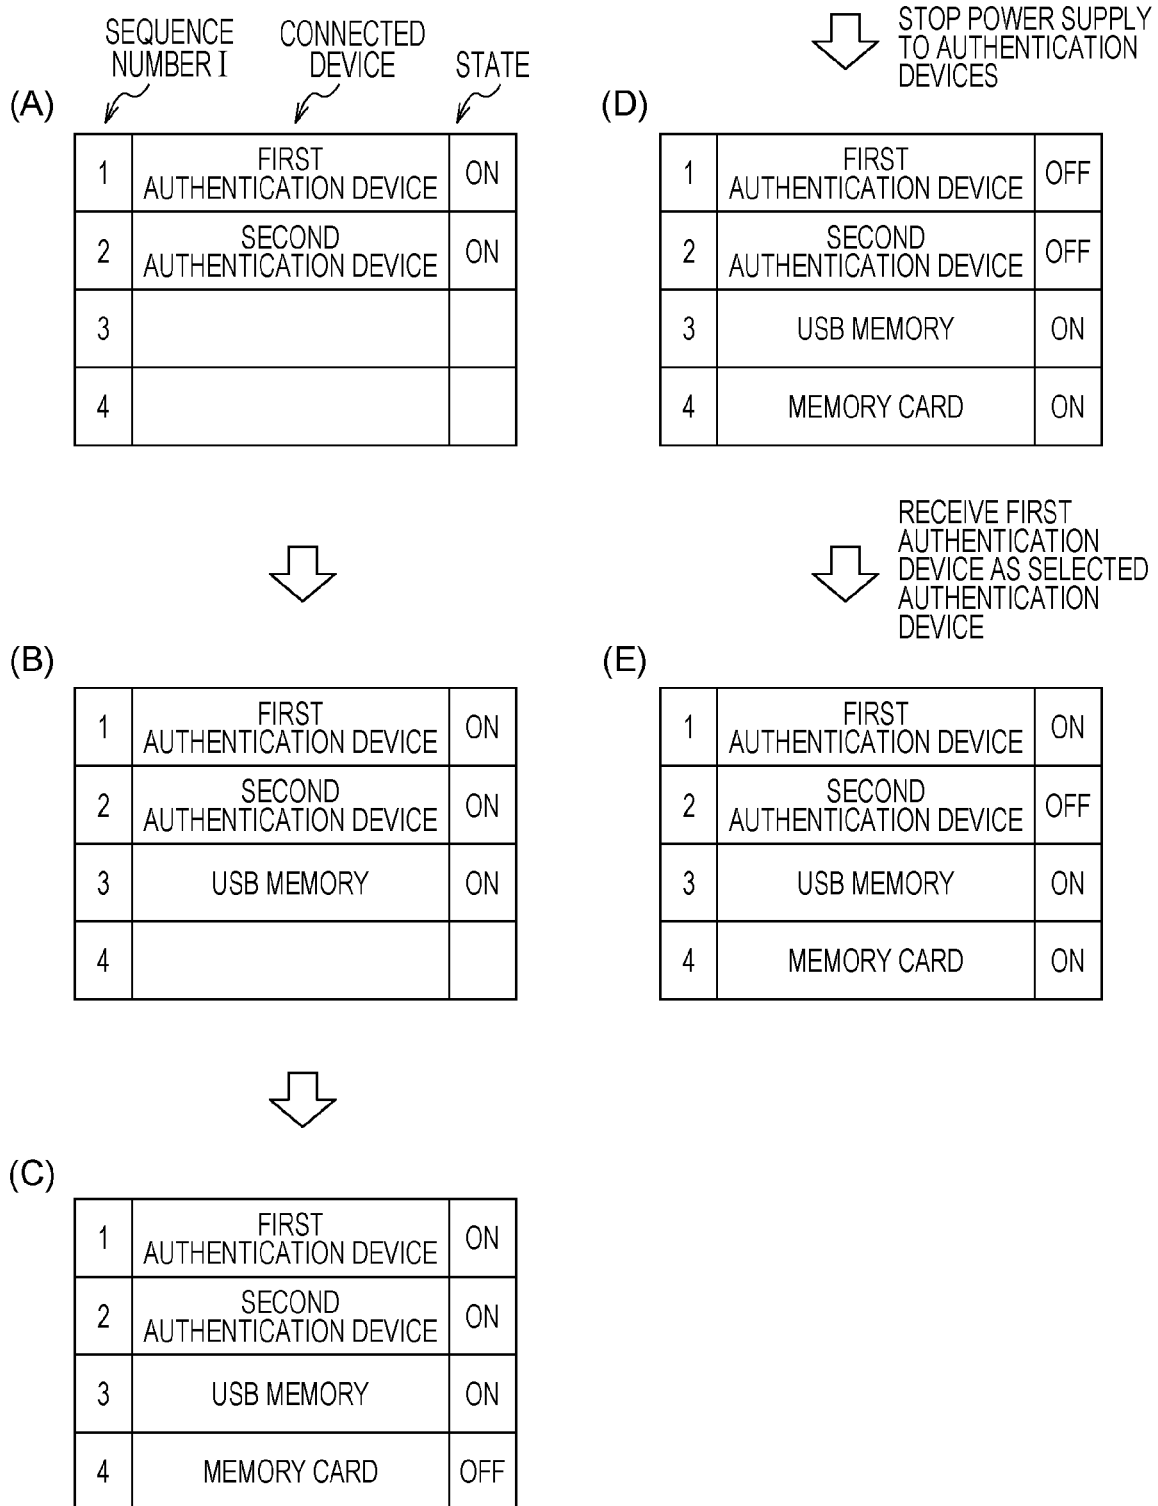 SEQUENCE
NUMBER I
CONNECTED
DEVICE
STATE
(A)
1
FIRST
AUTHENTICATION DEVICE
ON
2
SECOND
AUTHENTICATION DEVICE
ON
3
4
(B)
1
FIRST
AUTHENTICATION DEVICE
ON
2
SECOND
AUTHENTICATION DEVICE
ON
3
USB MEMORY
ON
4
(C)
1
FIRST
AUTHENTICATION DEVICE
ON
2
SECOND
AUTHENTICATION DEVICE
ON
3
USB MEMORY
ON
4
MEMORY CARD
OFF
STOP POWER SUPPLY
TO AUTHENTICATION
DEVICES
(D)
1
FIRST
AUTHENTICATION DEVICE
OFF
2
SECOND
AUTHENTICATION DEVICE
OFF
3
USB MEMORY
ON
4
MEMORY CARD
ON
RECEIVE FIRST
AUTHENTICATION
DEVICE AS SELECTED
AUTHENTICATION
DEVICE
(E)
1
FIRST
AUTHENTICATION DEVICE
ON
2
SECOND
AUTHENTICATION DEVICE
OFF
3
USB MEMORY
ON
4
MEMORY CARD
ON